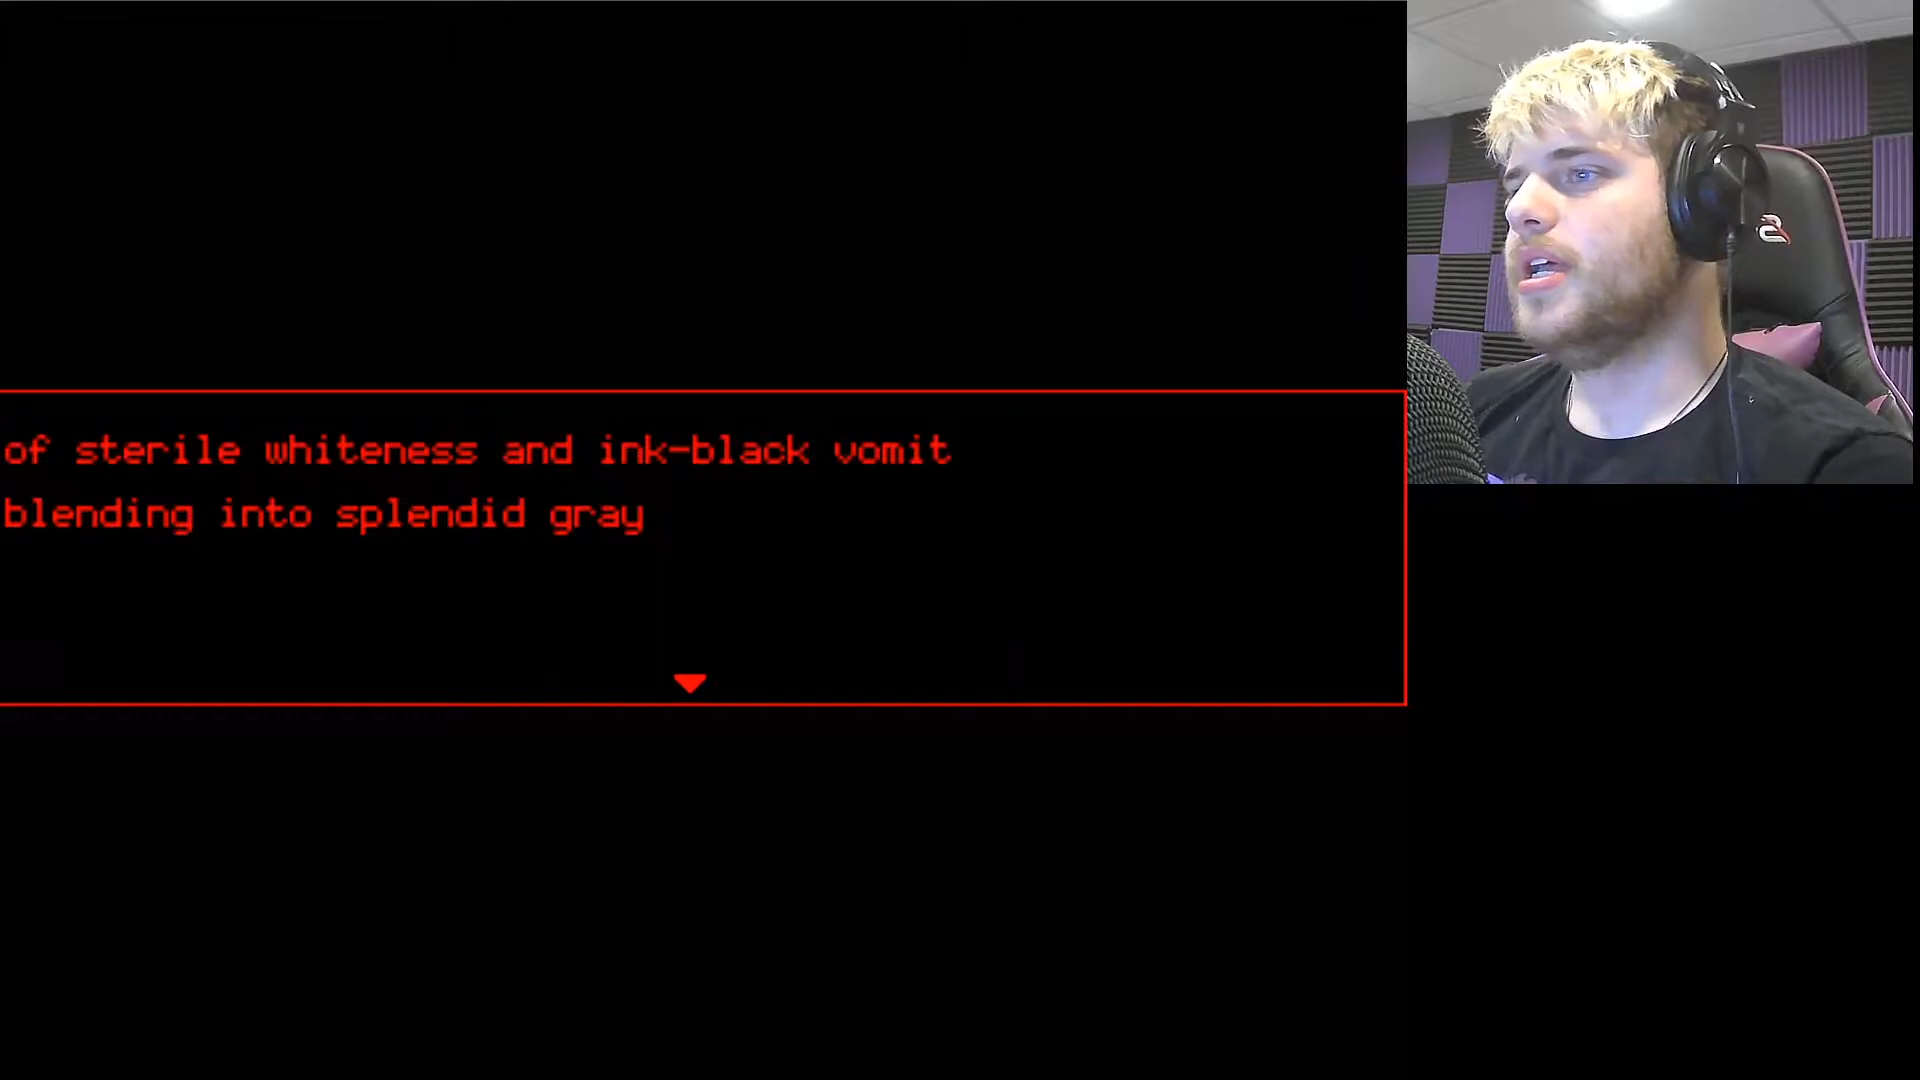 of sterile whiteness and ink-black vomit
blending into splendid gray